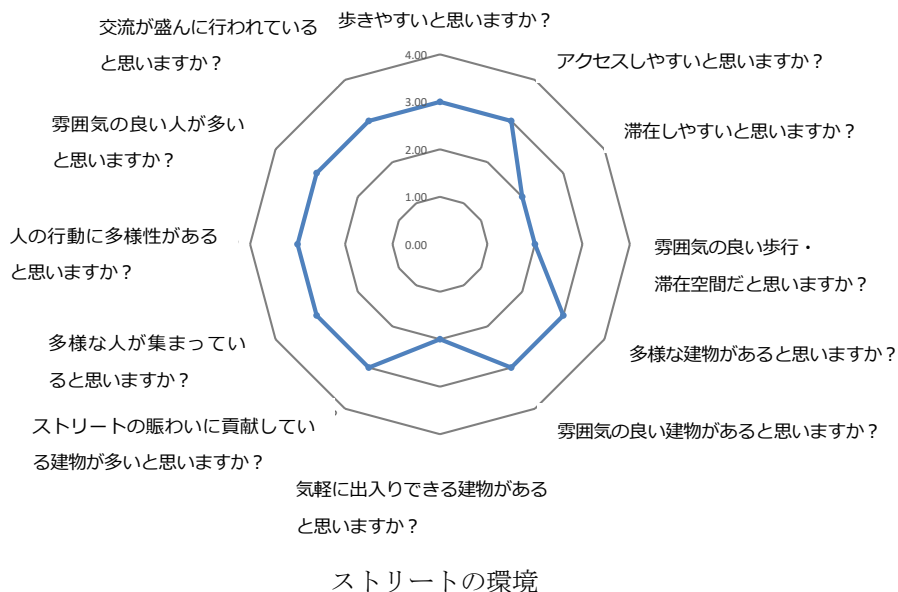 歩きやすいと思いますか？
アクセスしやすいと思いますか？
滞在しやすいと思いますか？
雰囲気の良い歩行・
滞在空間だと思いますか？
多様な建物があると思いますか？
雰囲気の良い建物があると思いますか？
気軽に出入りできる建物がある
と思いますか？
ストリートの賑わいに貢献してい
る建物が多いと思いますか？
多様な人が集まってい
ると思いますか？
人の行動に多様性がある
と思いますか？
雰囲気の良い人が多い
と思いますか？
交流が盛んに行われている
と思いますか？
4.00
3.00
2.00
1.00
0.00
ストリートの環境